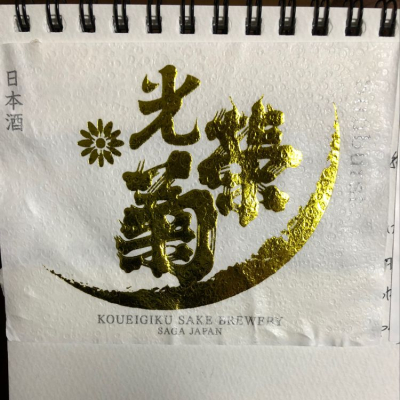 日本酒
光栄菊
KOUEIGIKU SAKE BREWERY
SAGA JAPAN